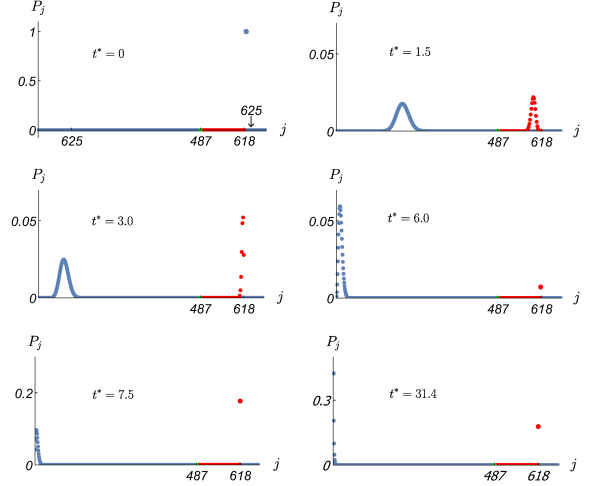 P_j
P_j
1
t* = 0
0.05
t* = 1.5
0.5
625
0
j
0
j
625
487
618
487
618
P_j
P_j
0.05
t* = 3.0
0.05
t* = 6.0
0
j
0
j
487
618
487
618
P_j
P_j
0.2
t* = 7.5
0.3
t* = 31.4
0
j
0
j
487
618
487
618